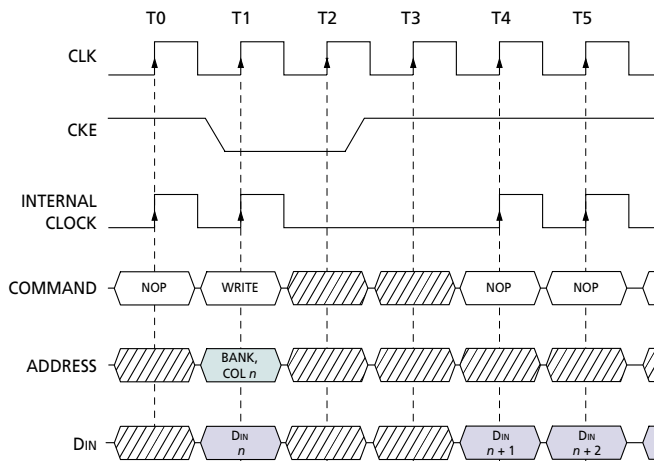 T0 T1 T2 T3 T4 T5
CLK
CKE
INTERNAL
CLOCK
COMMAND NOP WRITE NOP NOP
ADDRESS BANK,
COL n
DIN DIN
n DIN
n + 1 DIN
n + 2